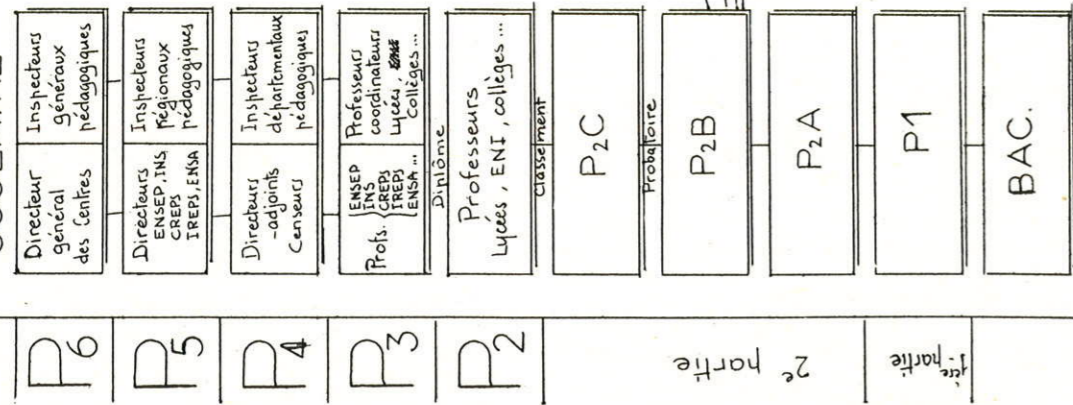 P6
Directeur
général
des Centres
Inspecteurs
généraux
pédagogiques
P5
Directeurs
ENSEP, INS
CREPS
IREPS, ENSA
Inspecteurs
Régionaux
pédagogiques
P4
Directeurs
-adjoints
Censeurs
Inspecteurs
départementaux
pédagogiques
P3
Profs.
ENSEP
INS
CREPS
IREPS
ENSA...
Professeurs
coordinateurs
Lycées,
Collèges...
Diplôme
P2
Professeurs
Lycées, ENI, collèges...
Classement
2e partie
P2C
Probatoire
P2B
P2A
1ère partie
P1
BAC.